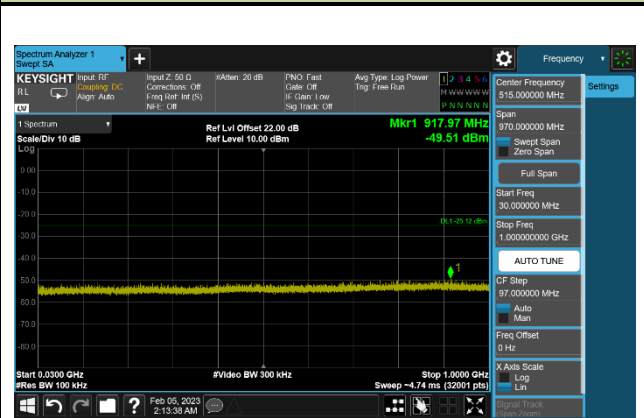 Spectrum Analyzer 1
Swept SA
+
Frequency
KEYSIGHT
RL
Input: RF
Coupling: DC
Align: Auto
Input Z: 50 Ω
Corrections: Off
Freq Ref: Int (S)
NFE: Off
#Atten: 20 dB
PNO: Fast
Gate: Off
IF Gain: Low
Sig Track: Off
Avg Type: Log-Power
Trig: Free Run
1 2 3 4 5 6
M W W W W W
P N N N N N
LXI
1 Spectrum
Scale/Div 10 dB
Log
Ref Lvl Offset 22.00 dB
Ref Level 10.00 dBm
Mkr1 917.97 MHz
-49.51 dBm
0.00
-10.0
-20.0
DL1 -25.12 dBm
-30.0
-40.0
1
-50.0
-60.0
-70.0
-80.0
Start 0.0300 GHz
#Res BW 100 kHz
#Video BW 300 kHz
Stop 1.0000 GHz
Sweep ~4.74 ms (32001 pts)
Center Frequency
515.000000 MHz
Settings
Span
970.000000 MHz
Swept Span
Zero Span
Full Span
Start Freq
30.000000 MHz
Stop Freq
1.000000000 GHz
AUTO TUNE
CF Step
97.000000 MHz
Auto
Man
Freq Offset
0 Hz
X Axis Scale
Log
Lin
Signal Track
(Span Zoom)
?
Feb 05, 2023
2:13:38 AM